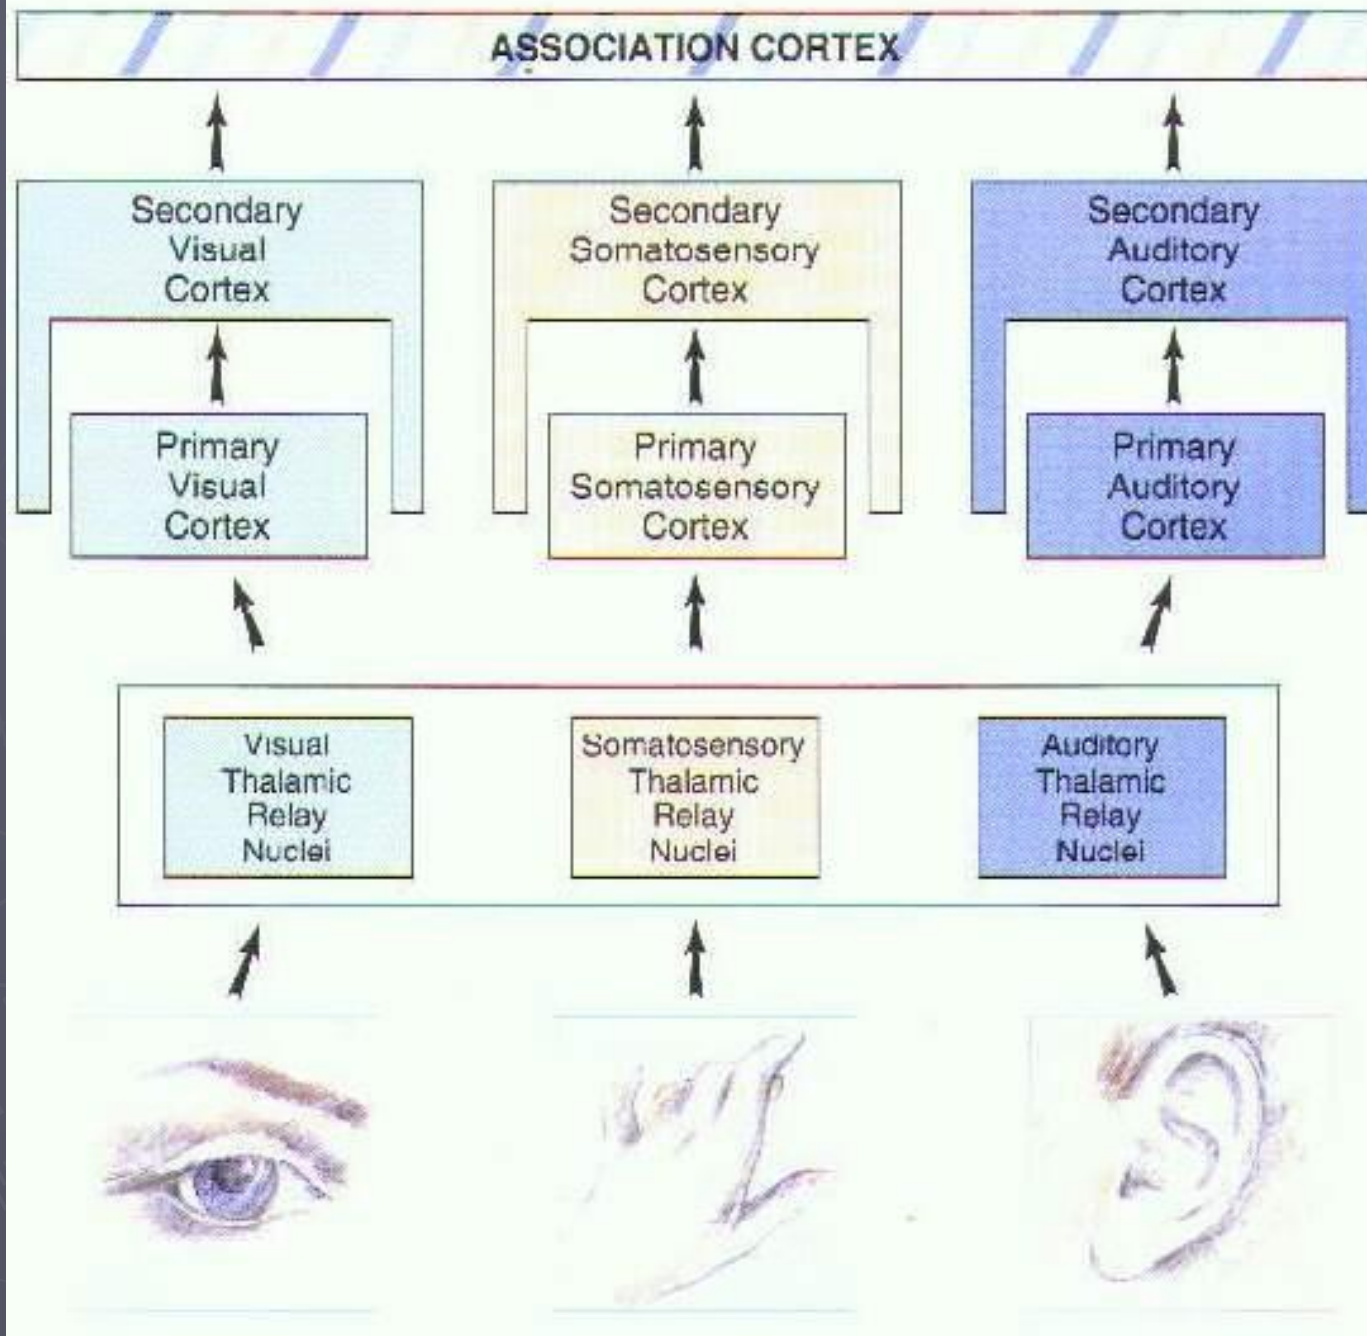 ASSOCIATION CORTEX
Secondary
Visual
Cortex
Secondary
Somatosensory
Cortex
Secondary
Auditory
Cortex
Primary
Visual
Cortex
Primary
Somatosensory
Cortex
Primary
Auditory
Cortex
Visual
Thalamic
Relay
Nuclei
Somatosensory
Thalamic
Relay
Nuclei
Auditory
Thalamic
Relay
Nuclei